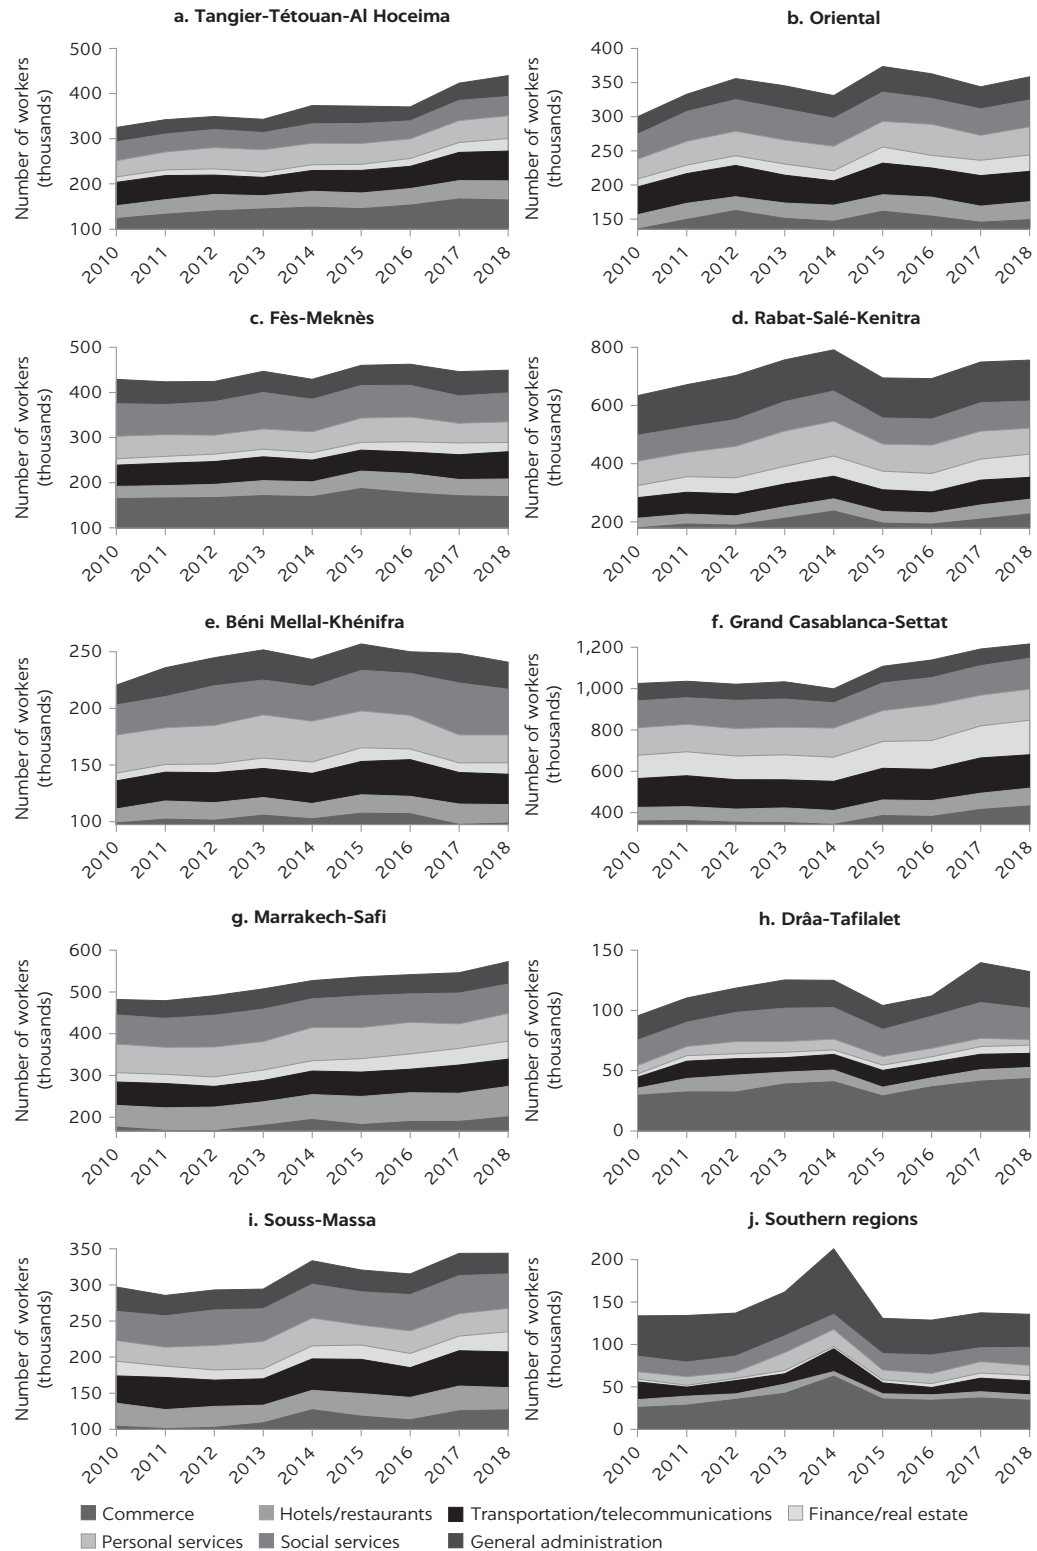 a. Tangier-Tétouan-Al Hoceima
Number of workers
(thousands)
500
400
300
200
100
2010 2011 2012 2013 2014 2015 2016 2017 2018
b. Oriental
Number of workers
(thousands)
400
350
300
250
200
150
2010 2011 2012 2013 2014 2015 2016 2017 2018
c. Fès-Meknès
Number of workers
(thousands)
500
400
300
200
100
2010 2011 2012 2013 2014 2015 2016 2017 2018
d. Rabat-Salé-Kenitra
Number of workers
(thousands)
800
600
400
200
2010 2011 2012 2013 2014 2015 2016 2017 2018
e. Béni Mellal-Khénifra
Number of workers
(thousands)
250
200
150
100
2010 2011 2012 2013 2014 2015 2016 2017 2018
f. Grand Casablanca-Settat
Number of workers
(thousands)
1,200
1,000
800
600
400
2010 2011 2012 2013 2014 2015 2016 2017 2018
g. Marrakech-Safi
Number of workers
(thousands)
600
500
400
300
200
2010 2011 2012 2013 2014 2015 2016 2017 2018
h. Drâa-Tafilalet
Number of workers
(thousands)
150
100
50
0
2010 2011 2012 2013 2014 2015 2016 2017 2018
i. Souss-Massa
Number of workers
(thousands)
350
300
250
200
150
100
2010 2011 2012 2013 2014 2015 2016 2017 2018
j. Southern regions
Number of workers
(thousands)
200
150
100
50
0
2010 2011 2012 2013 2014 2015 2016 2017 2018
Commerce Hotels/restaurants Transportation/telecommunications Finance/real estate
Personal services Social services General administration